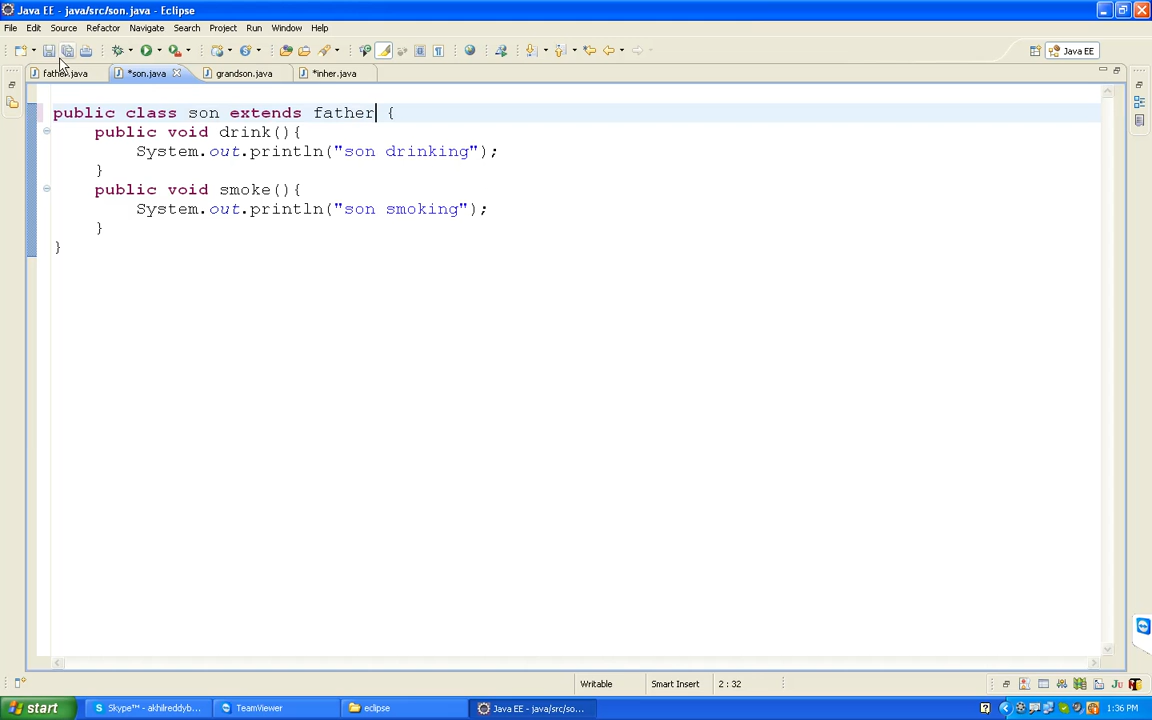 Java EE - java/src/son.java - Eclipse
File Edit Source Refactor Navigate Search Project Run Window Help
Java EE
father.java *son.java grandson.java *inher.java
public class son extends father {
public void drink(){
System.out.println("son drinking");
}
public void smoke(){
System.out.println("son smoking");
}
}
Writable Smart Insert 2 : 32
start Skype™ - akhilreddyb... TeamViewer eclipse Java EE - java/src/so... 1:36 PM